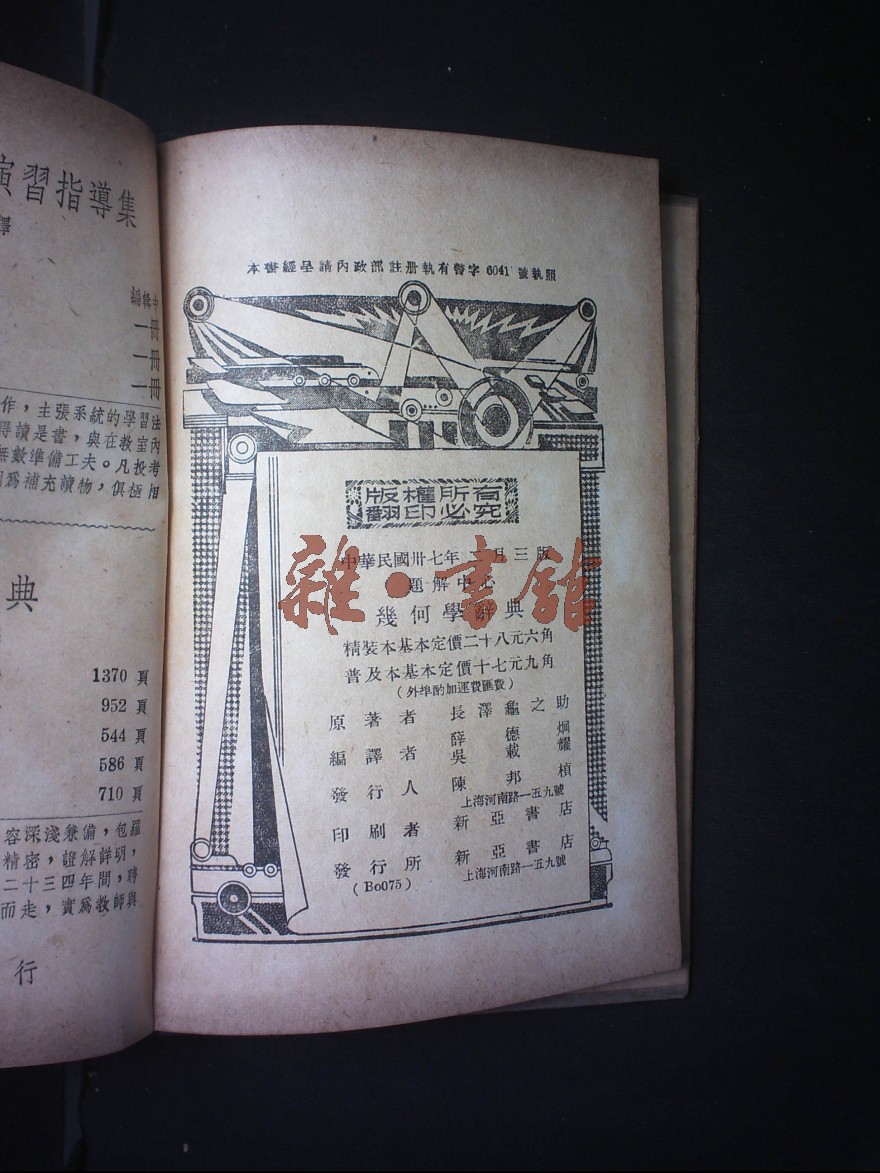 演習指導集
譯
編輯中
一冊
一冊
一冊
作，主張系統的學習法
得讀是書，與在教室內
無數準備工夫。凡投考
為補充讀物，俱極相
典
1370 頁
952 頁
544 頁
586 頁
710 頁
容深淺兼備，包羅
精密，證解詳明，
二十三四年間，聘
而走，實爲教師與
行
本書經呈請內政部註册執有警字 6041 號執照
版權所有
翻印必究
中華民國卅七年二月三版
題解中心
幾何學辭典
精裝本基本定價二十八元六角
普及本基本定價十七元九角
（外埠酌加運費匯費）
原著者 長澤龜之助
編譯者 薛德炯
吳載耀
發行人 陳邦楨
上海河南路一五九號
印刷者 新亞書店
發行所 新亞書店
(Bo075) 上海河南路一五九號
雜·書館